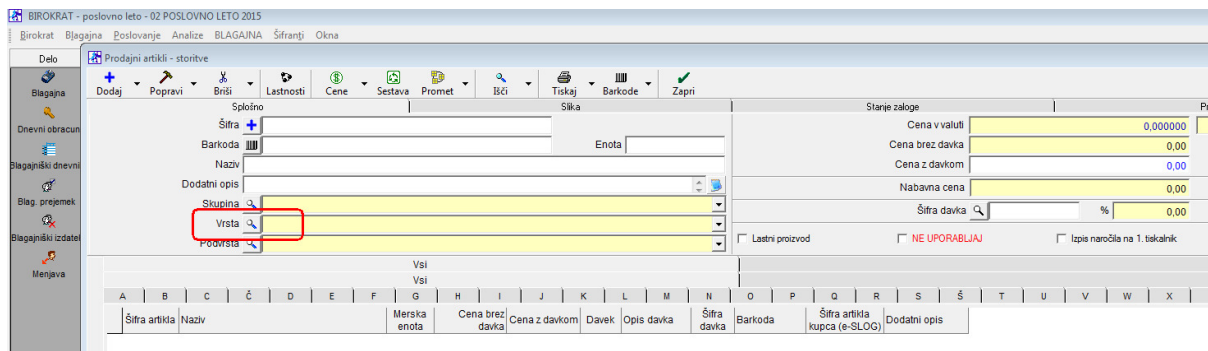 BIROKRAT - poslovno leto - 02 POSLOVNO LETO 2015
Birokrat Blagajna Poslovanje Analize BLAGAJNA Šifranti Okna
Delo
Prodajni artikli - storitve
Dodaj Popravi Briši Lastnosti Cene Sestava Promet Išči Tiskaj Barkode Zapri
Blagajna
Dnevni obracun
Blagajniški dnevni
Blag. prejemek
Blagajniški izdatel
Menjava
Splošno Slika Stanje zaloge Pr
Šifra Cena v valuti 0,000000
Barkoda Enota Cena brez davka 0,00
Naziv Cena z davkom 0,00
Dodatni opis Nabavna cena 0,00
Skupina
Šifra davka % 0,00
Vrsta
Podvrsta Lastni proizvod NE UPORABLJAJ Izpis naročila na 1. tiskalnik
Vsi
Vsi
A B C Č D E F G H I J K L M N O P Q R S Š T U V W X
Šifra artikla Naziv Merska enota Cena brez davka Cena z davkom Davek Opis davka Šifra davka Barkoda Šifra artikla kupca (e-SLOG) Dodatni opis